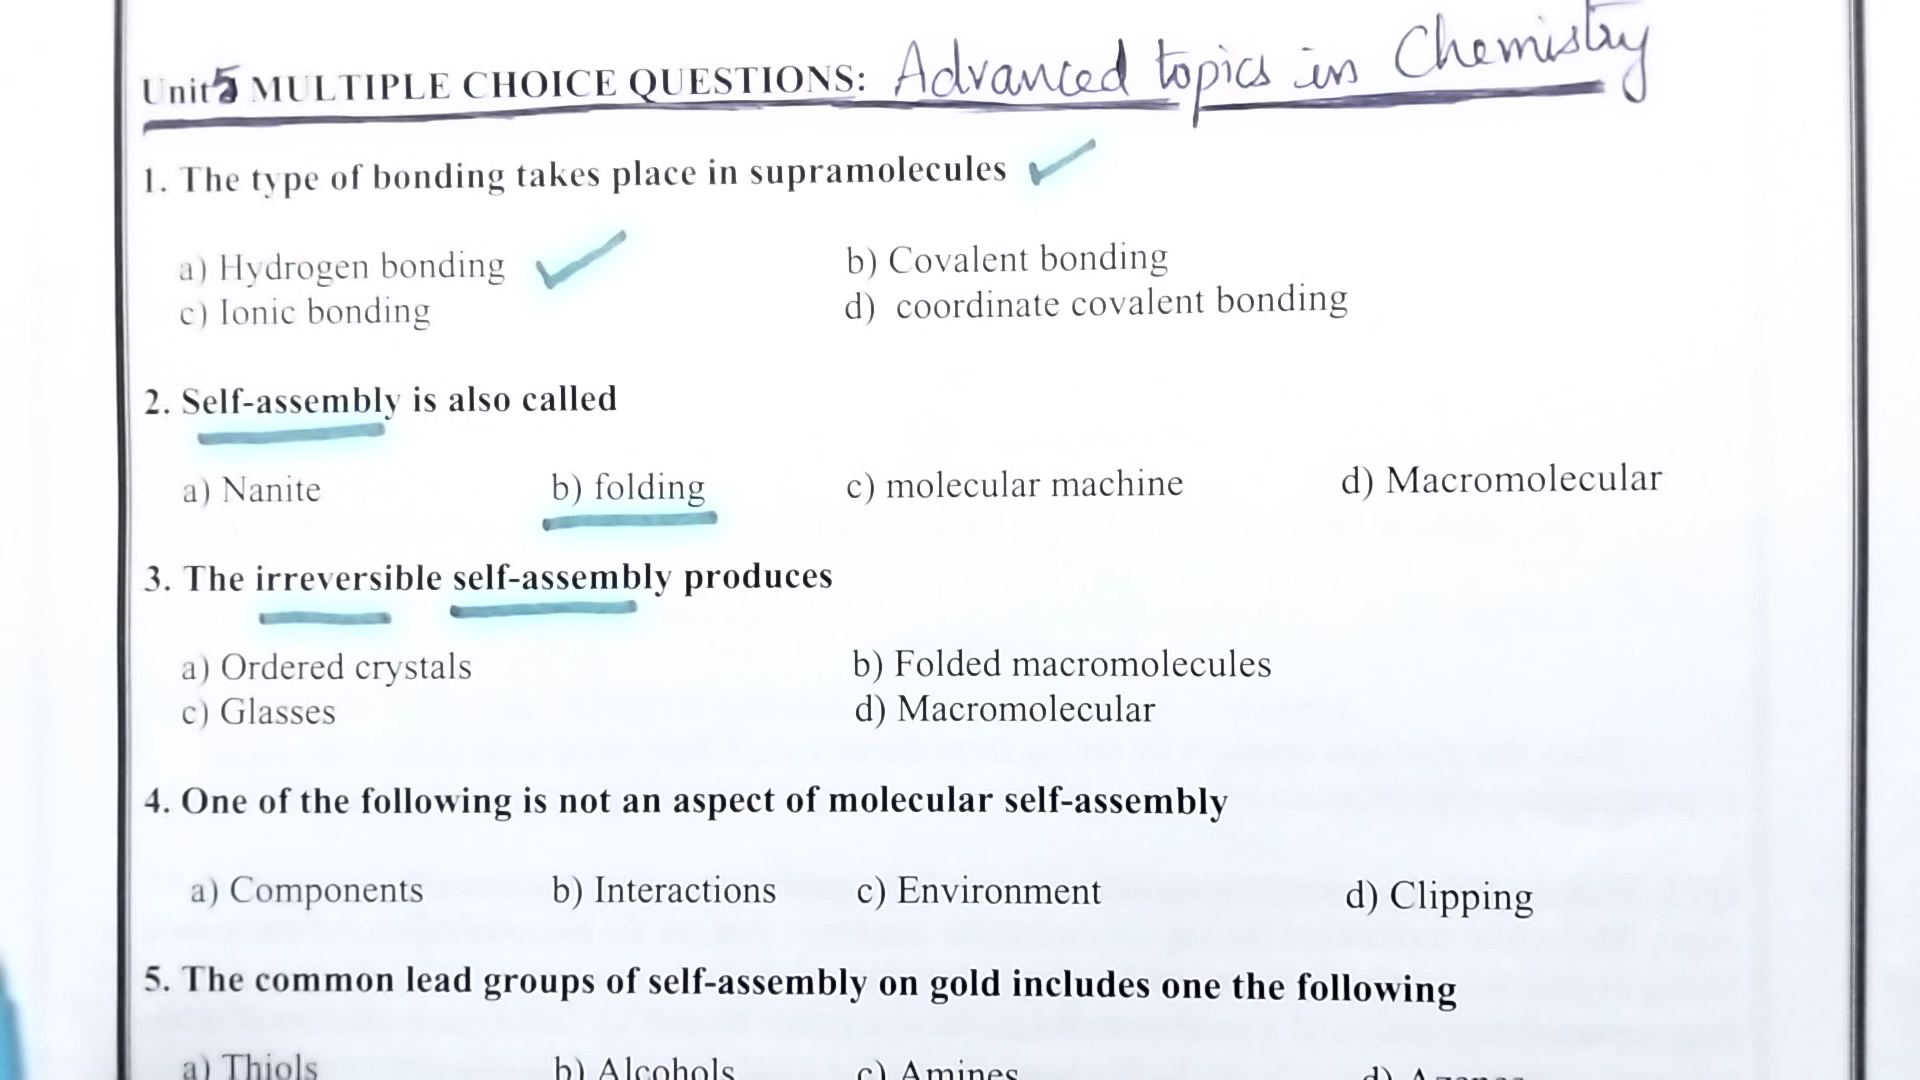 Unit5 MULTIPLE CHOICE QUESTIONS: Advanced topics in Chemistry
1. The type of bonding takes place in supramolecules
a) Hydrogen bonding b) Covalent bonding
c) Ionic bonding d) coordinate covalent bonding
2. Self-assembly is also called
a) Nanite b) folding c) molecular machine d) Macromolecular
3. The irreversible self-assembly produces
a) Ordered crystals b) Folded macromolecules
c) Glasses d) Macromolecular
4. One of the following is not an aspect of molecular self-assembly
a) Components b) Interactions c) Environment d) Clipping
5. The common lead groups of self-assembly on gold includes one the following
a) Thiols b) Alcohols c) Amines d)